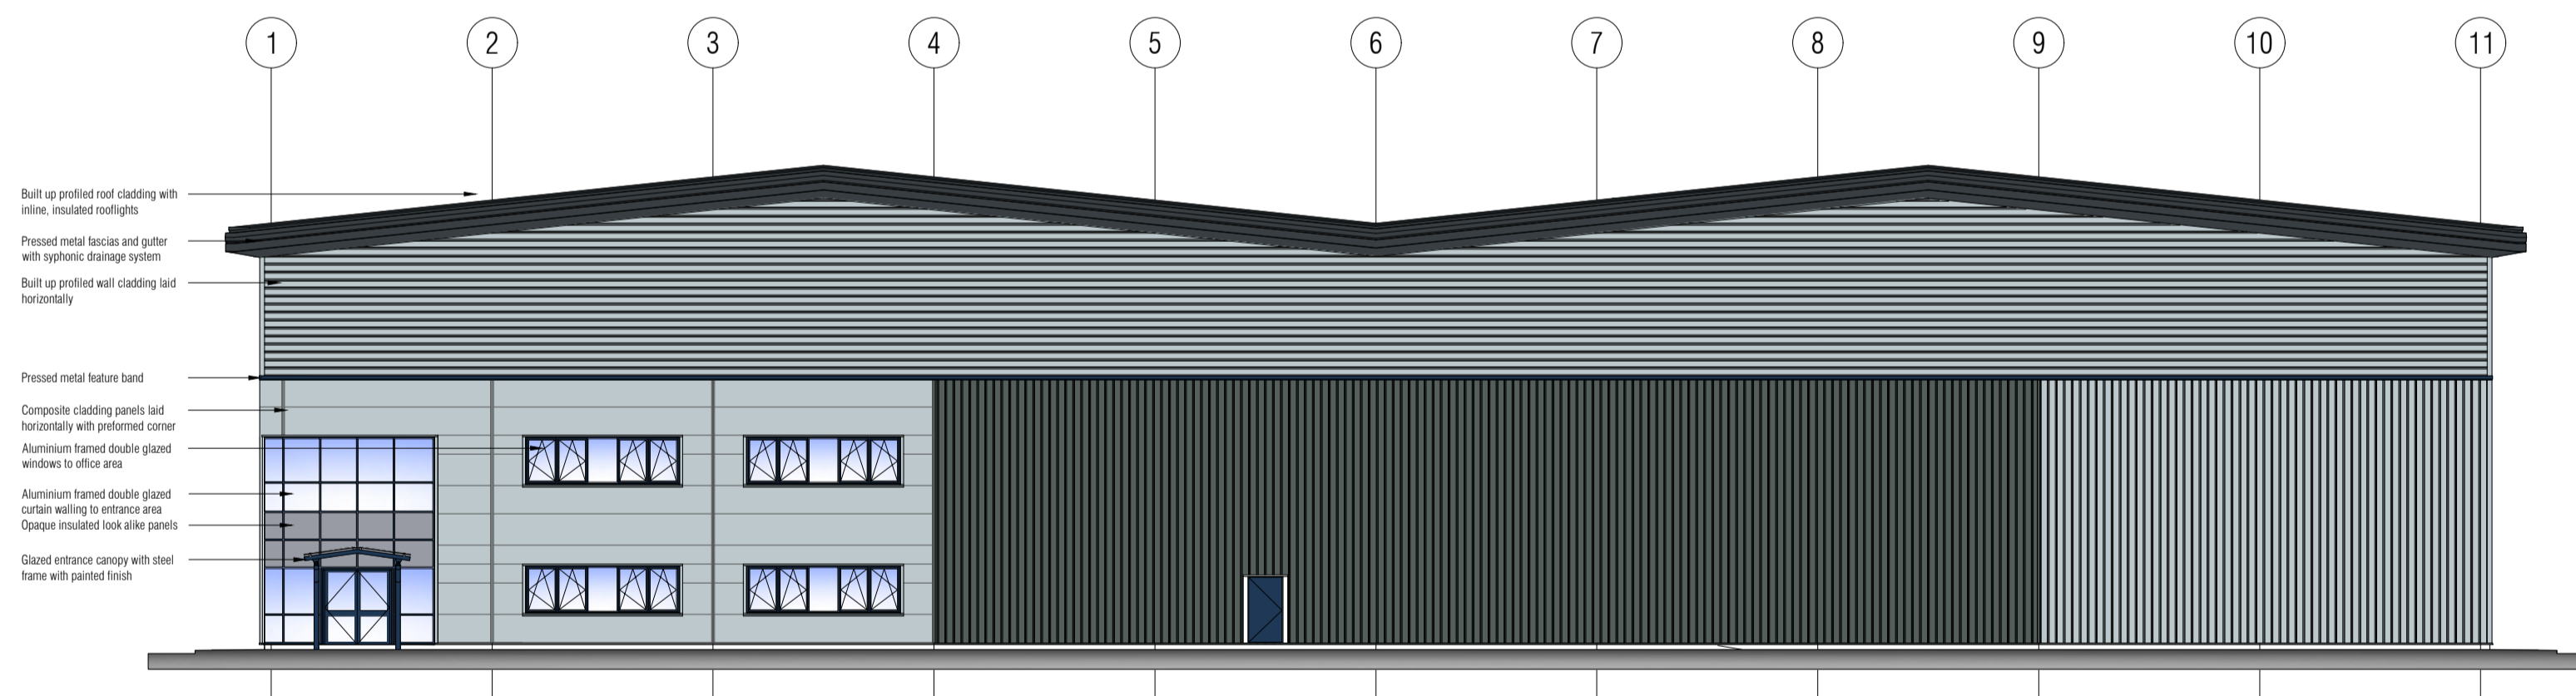 1 2 3 4 5 6 7 8 9 10 11
Built up profiled roof cladding with
inline, insulated rooflights
Pressed metal fascias and gutter
with syphonic drainage system
Built up profiled wall cladding laid
horizontally
Pressed metal feature band
Composite cladding panels laid
horizontally with preformed corner
Aluminium framed double glazed
windows to office area
Aluminium framed double glazed
curtain walling to entrance area
Opaque insulated look alike panels
Glazed entrance canopy with steel
frame with painted finish